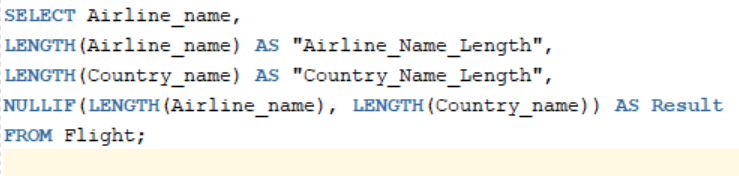 SELECT Airline_name,
LENGTH(Airline_name) AS "Airline_Name_Length",
LENGTH(Country_name) AS "Country_Name_Length",
NULLIF(LENGTH(Airline_name), LENGTH(Country_name)) AS Result
FROM Flight;